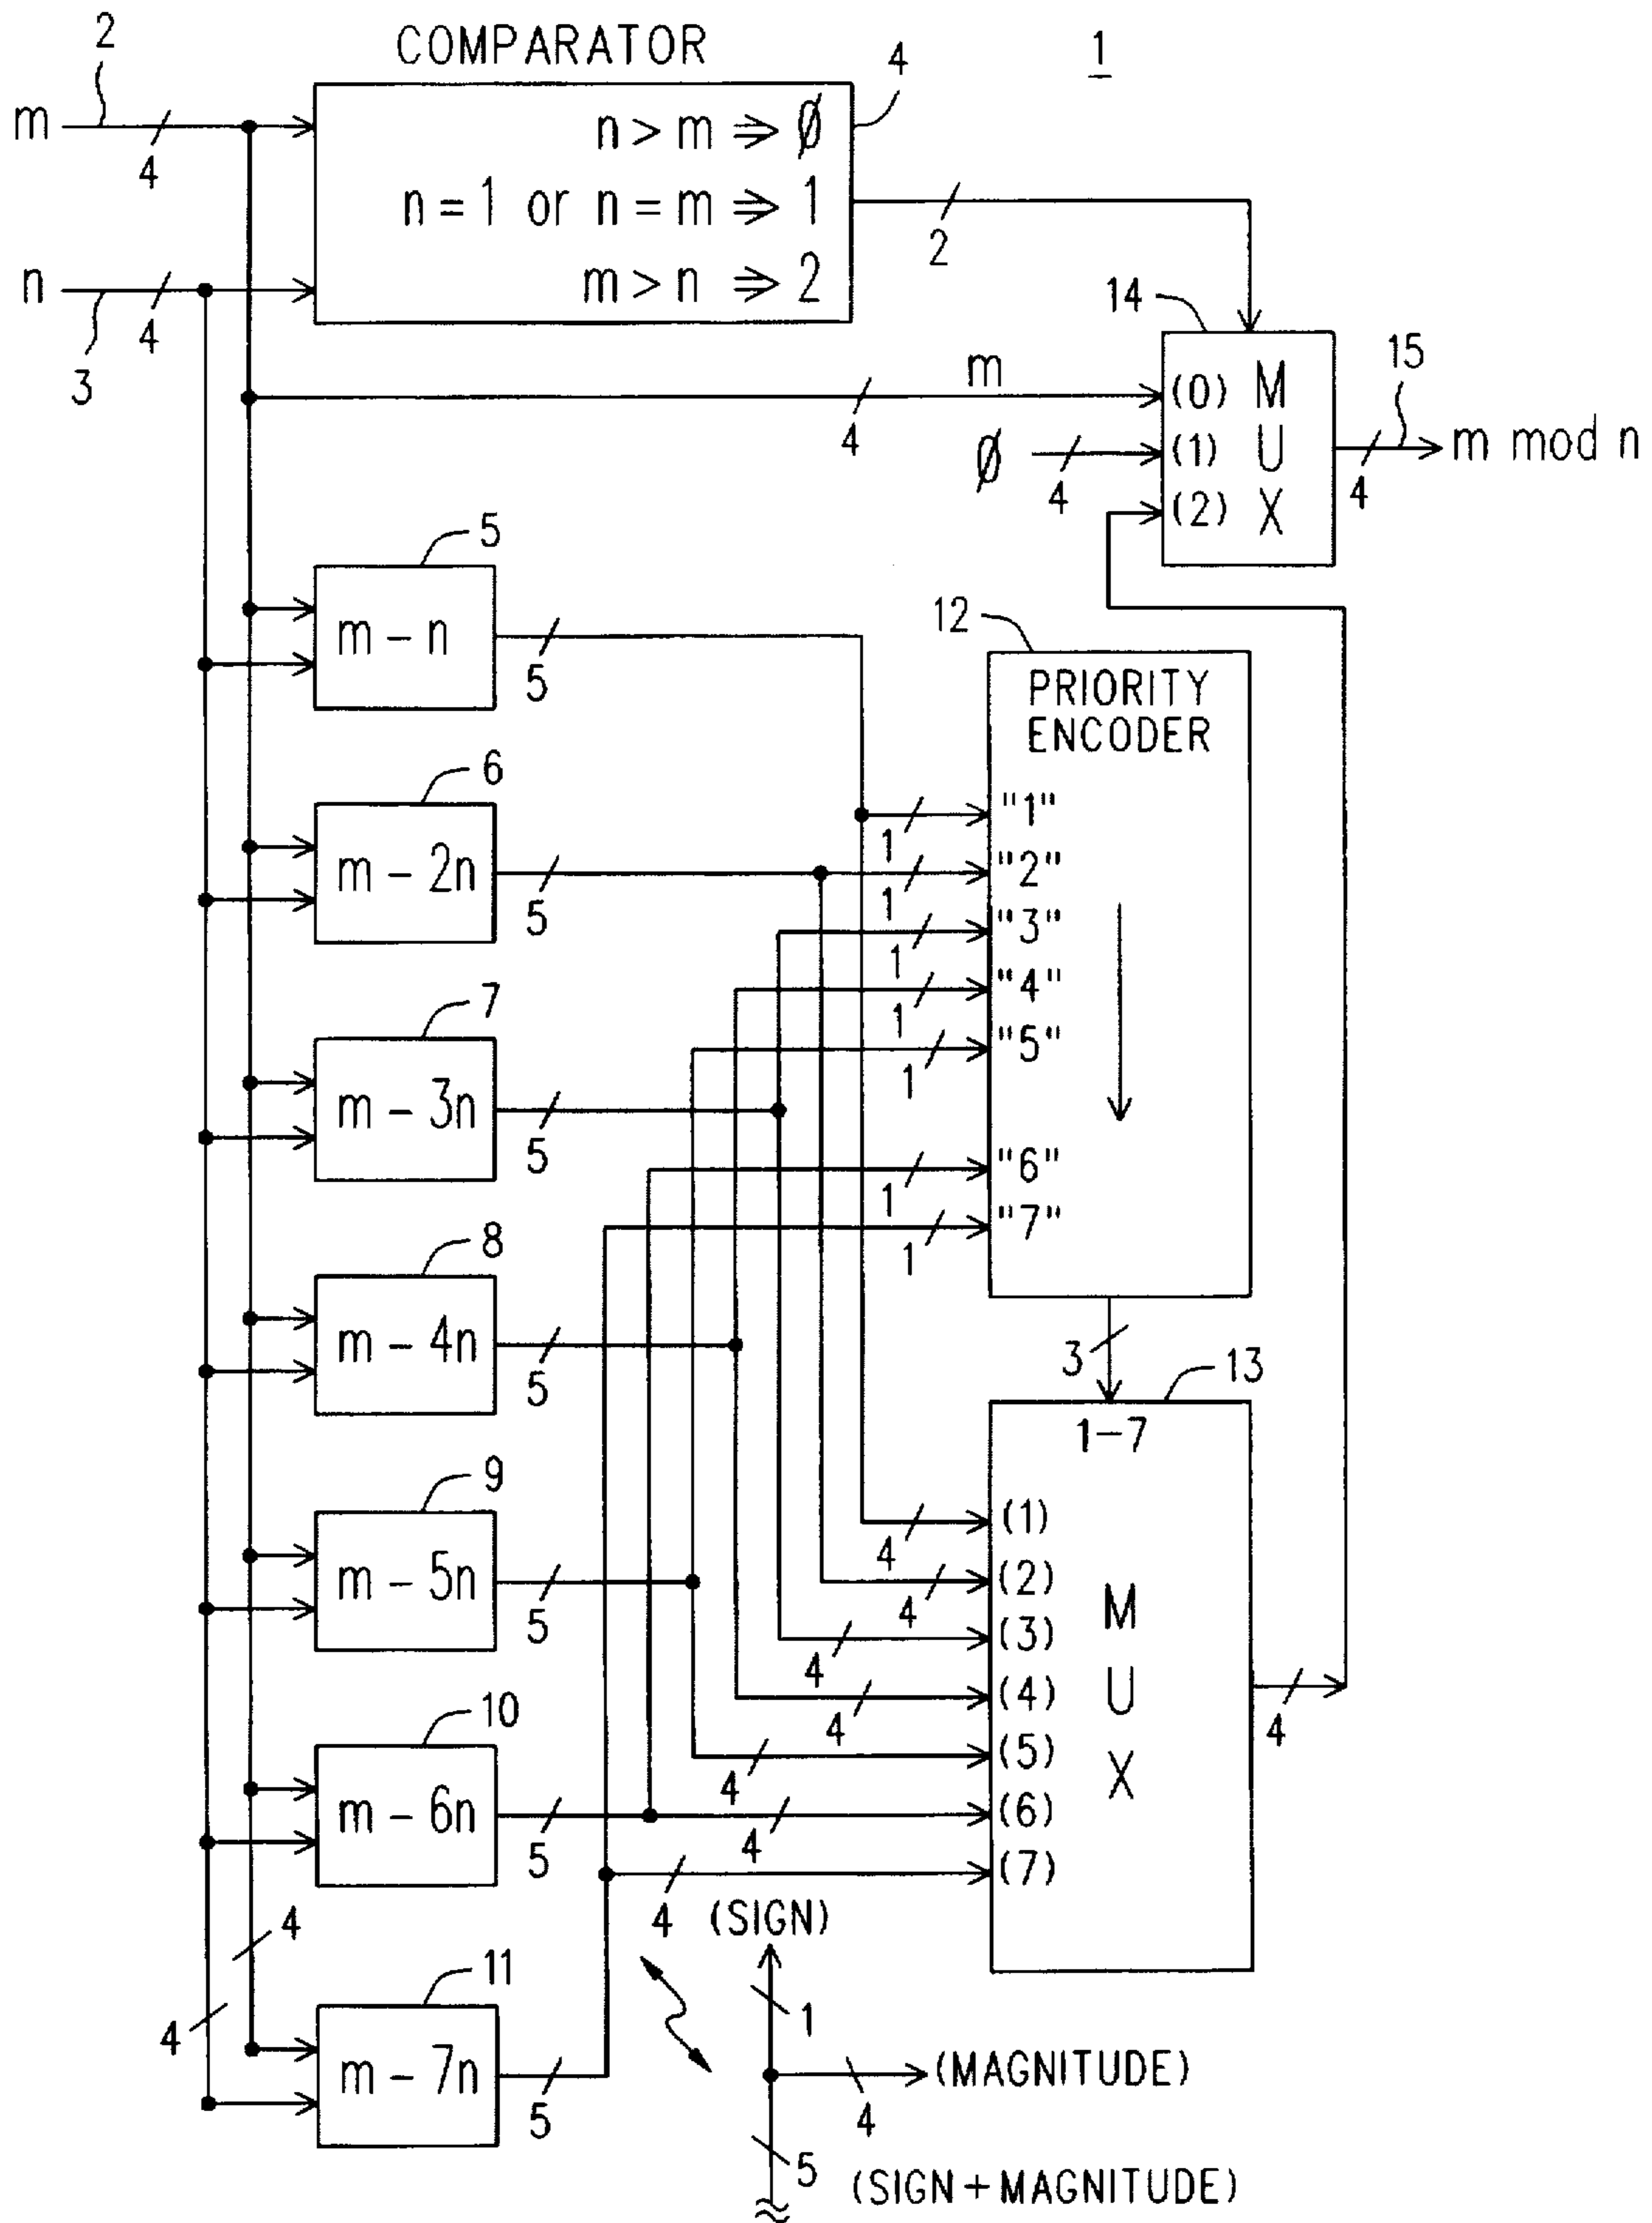 COMPARATOR
1
2
4
m
4
n > m ⇒ Ø
n = 1 or n = m ⇒ 1
2
m > n ⇒ 2
n
4
3
14
m
4
(0)
Ø
4
(1)
(2)
M
U
X
15
4
m mod n
5
m - n
5
12
PRIORITY
ENCODER
6
m - 2n
5
1
"1"
1
"2"
1
"3"
1
"4"
1
"5"
7
m - 3n
5
1
"6"
1
"7"
8
m - 4n
5
3
13
1-7
9
m - 5n
5
4
(1)
4
(2)
4
(3)
4
(4)
4
(5)
4
(6)
4
(7)
M
U
X
4
10
m - 6n
5
4
4
11
m - 7n
5
(SIGN)
1
(MAGNITUDE)
4
5
(SIGN + MAGNITUDE)